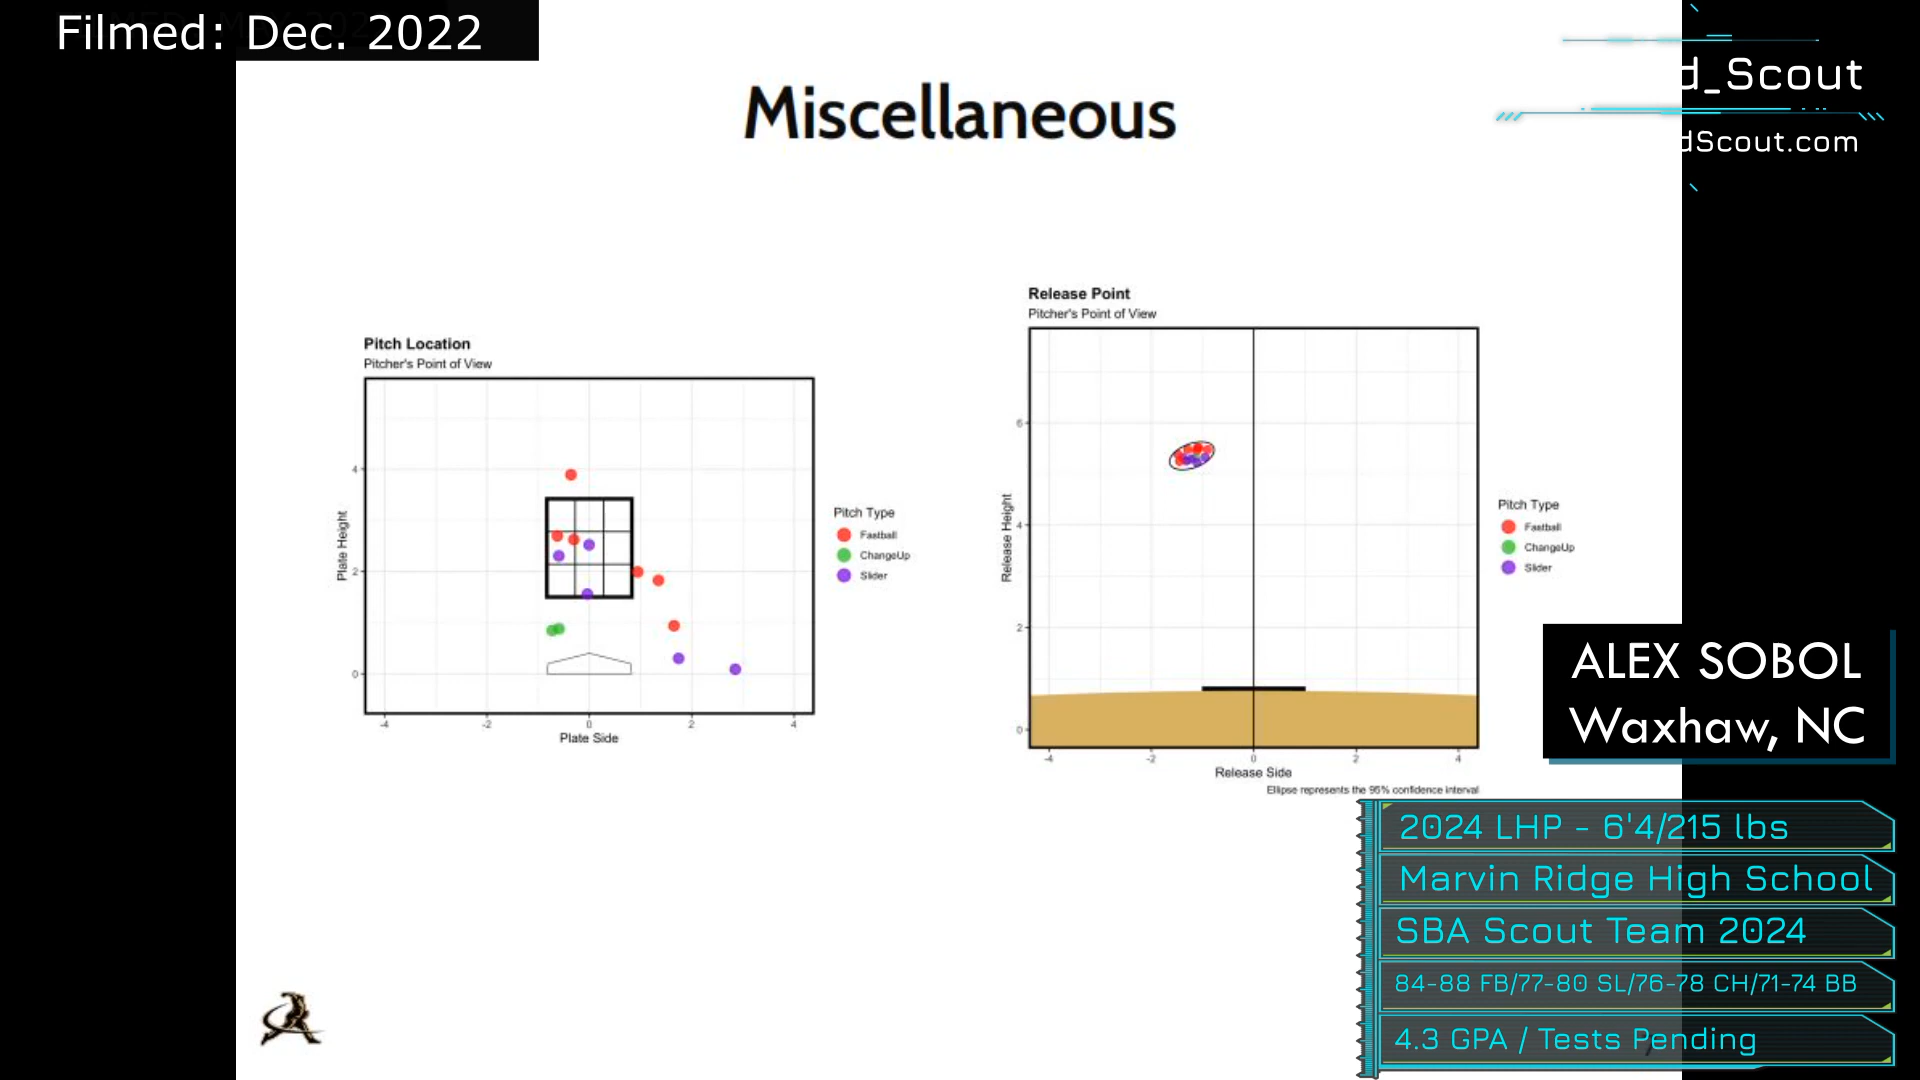 Filmed: Dec. 2022
d_Scout
dScout.com
Miscellaneous
Pitch Location
Pitcher's Point of View
4
2
0
-4
-2
0
2
4
Plate Height
Plate Side
Pitch Type
Fastball
ChangeUp
Slider
Release Point
Pitcher's Point of View
6
4
2
0
-4
-2
0
2
4
Release Height
Release Side
Ellipse represents the 95% confidence interval
Pitch Type
Fastball
ChangeUp
Slider
ALEX SOBOL
Waxhaw, NC
2024 LHP - 6'4/215 lbs
Marvin Ridge High School
SBA Scout Team 2024
84-88 FB/77-80 SL/76-78 CH/71-74 BB
4.3 GPA / Tests Pending